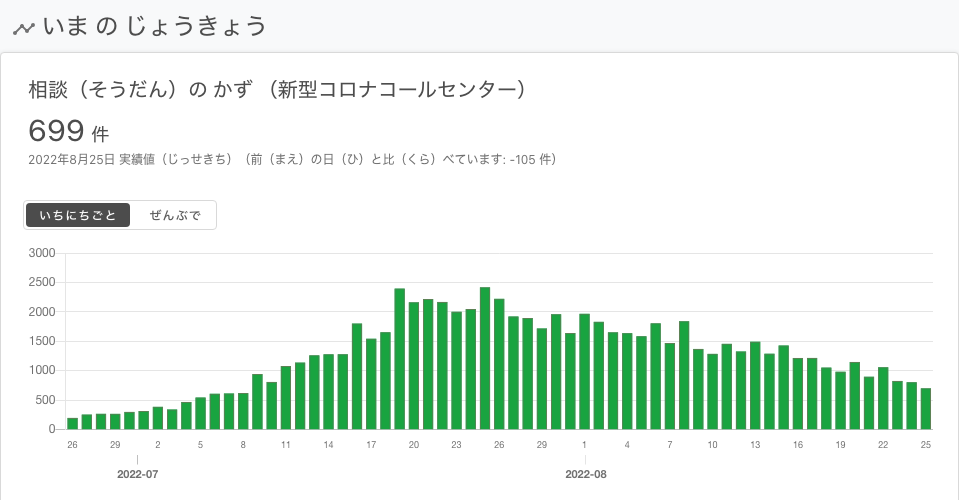 いま の じょうきょう
相談（そうだん）の かず （新型コロナコールセンター）
699 件
2022年8月25日 実績値（じっせきち）（前（まえ）の日（ひ）と比（くら）べています: -105 件）
いちにちごと ぜんぶで
3000
2500
2000
1500
1000
500
0
26 29 2 5 8 11 14 17 20 23 26 29 1 4 7 10 13 16 19 22 25
2022-07 2022-08